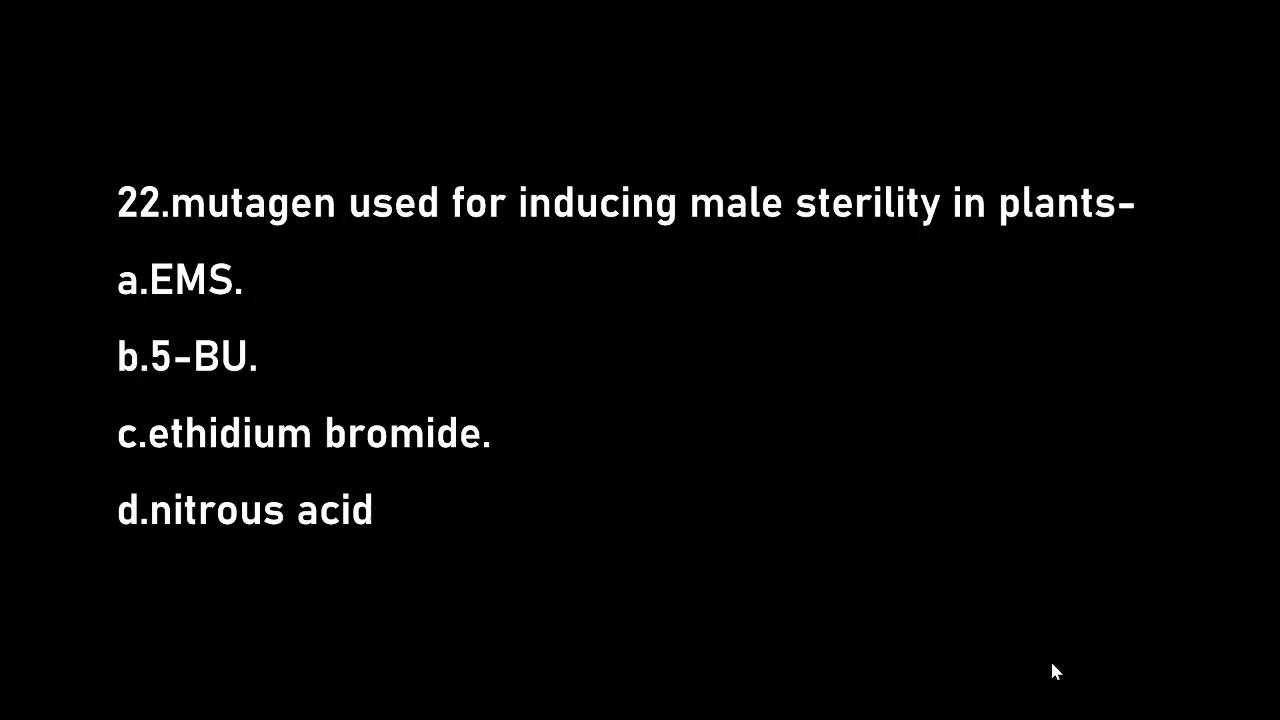 22.mutagen used for inducing male sterility in plants-
a.EMS.
b.5-BU.
c.ethidium bromide.
d.nitrous acid